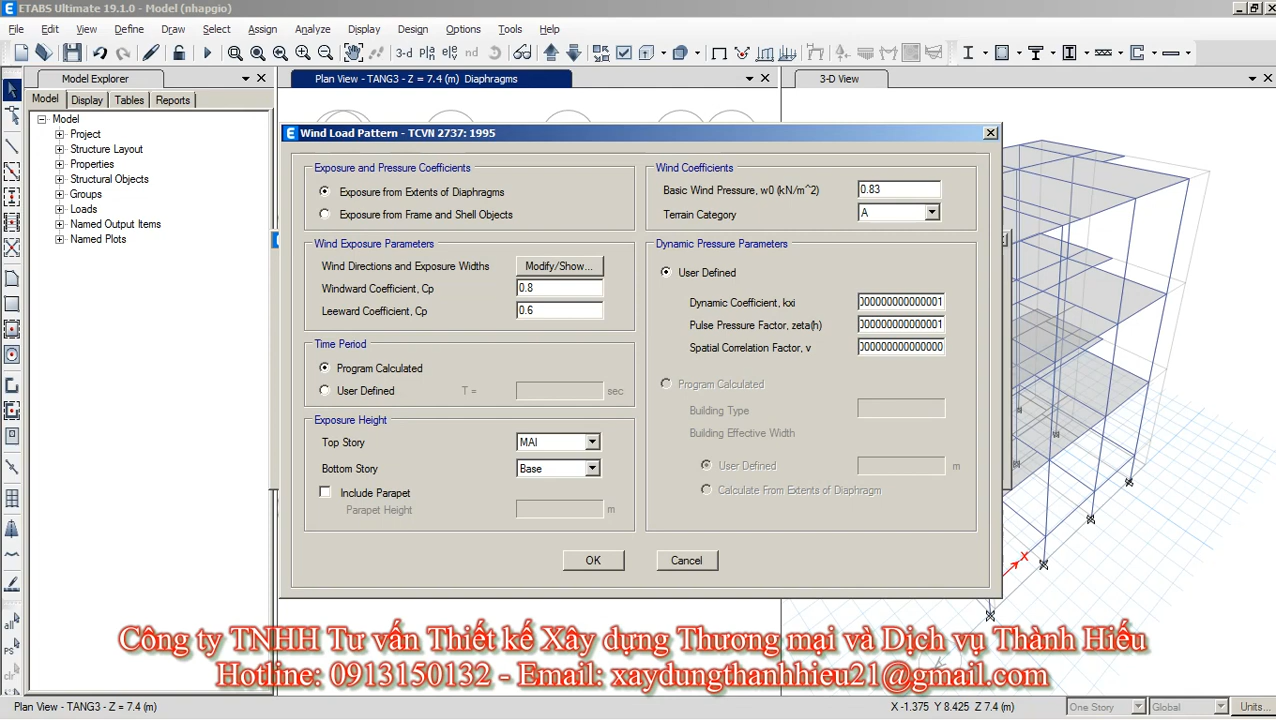 ETABS Ultimate 19.1.0 - Model (nhapgio)
File Edit View Define Draw Select Assign Analyze Display Design Options Tools Help
3-d Plạ elẹ nd
Model Explorer
Plan View - TANG3 - Z = 7.4 (m) Diaphragms
3-D View
Model Display Tables Reports
Model
Project
Structure Layout
Properties
Structural Objects
Groups
Loads
Named Output Items
Named Plots
Wind Load Pattern - TCVN 2737: 1995
Exposure and Pressure Coefficients
Exposure from Extents of Diaphragms
Exposure from Frame and Shell Objects
Wind Exposure Parameters
Wind Directions and Exposure Widths Modify/Show...
Windward Coefficient, Cp 0.8
Leeward Coefficient, Cp 0.6
Time Period
Program Calculated
User Defined T = sec
Exposure Height
Top Story MAI
Bottom Story Base
Include Parapet
Parapet Height m
Wind Coefficients
Basic Wind Pressure, w0 (kN/m^2) 0.83
Terrain Category A
Dynamic Pressure Parameters
User Defined
Dynamic Coefficient, kxi
Pulse Pressure Factor, zeta(h)
Spatial Correlation Factor, v
Program Calculated
Building Type
Building Effective Width
User Defined m
Calculate From Extents of Diaphragm
OK Cancel
X
all
PS
clr
Công ty TNHH Tư vấn Thiết kế Xây dựng Thương mại và Dịch vụ Thành Hiếu
Hotline: 0913150132 - Email: xaydungthanhhieu21@gmail.com
Plan View - TANG3 - Z = 7.4 (m)
X -1.375 Y 8.425 Z 7.4 (m)
One Story Global Units...